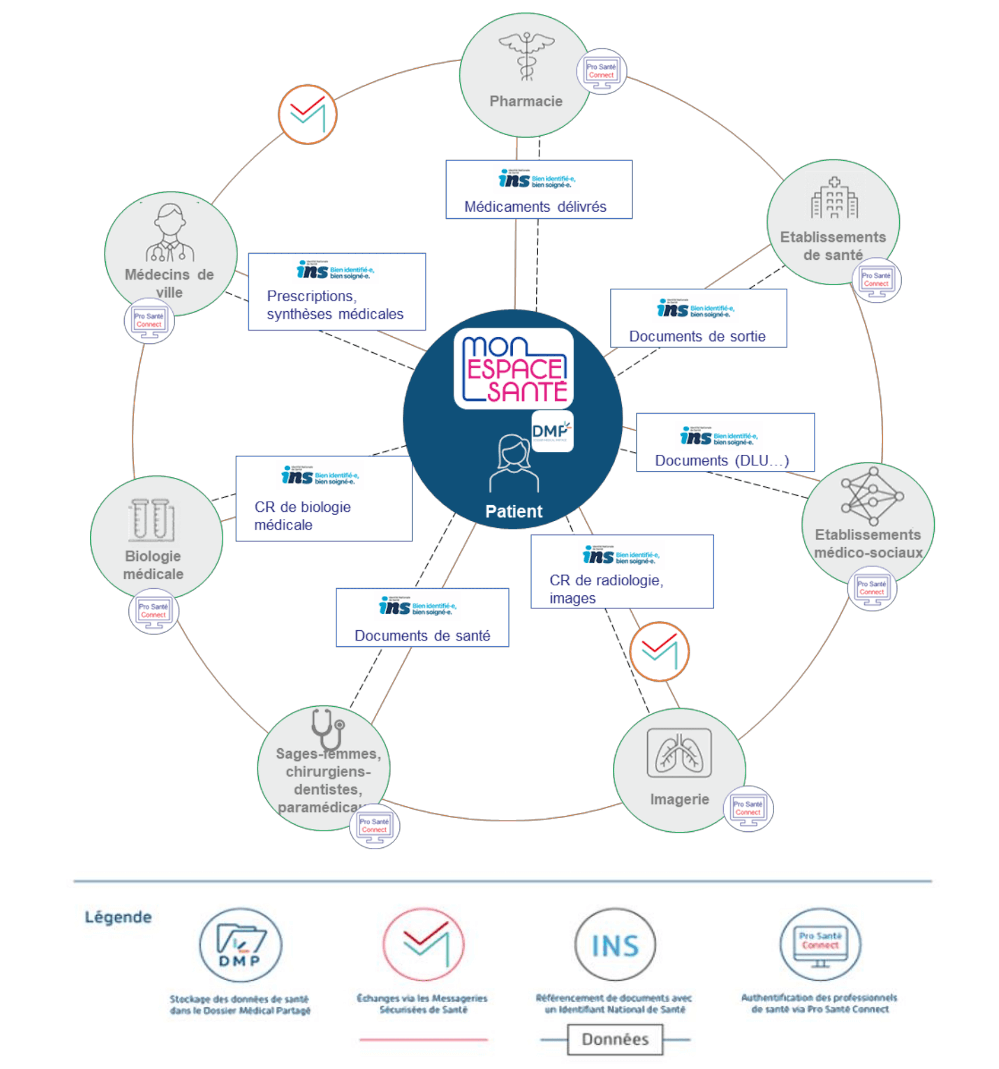 Pharmacie
Pro Santé
Connect
ins Bien identifié·e,
bien soigné·e.
Médicaments délivrés
Etablissements
de santé
Pro Santé
Connect
Médecins de
ville
Pro Santé
Connect
ins Bien identifié·e,
bien soigné·e.
Prescriptions,
synthèses médicales
ins Bien identifié·e,
bien soigné·e.
Documents de sortie
MON
ESPACE
SANTÉ
DMP
Patient
ins Bien identifié·e,
bien soigné·e.
Documents (DLU…)
Etablissements
médico-sociaux
Pro Santé
Connect
ins Bien identifié·e,
bien soigné·e.
CR de biologie
médicale
Biologie
médicale
Pro Santé
Connect
ins Bien identifié·e,
bien soigné·e.
CR de radiologie,
images
ins Bien identifié·e,
bien soigné·e.
Documents de santé
Sages-femmes,
chirurgiens-
dentistes,
Pro Santé
Connect
Imagerie
Pro Santé
Connect
Légende
DMP
INS
Pro Santé
Connect
Stockage des données de santé
dans le Dossier Médical Partagé
Échanges via les Messageries
Sécurisées de Santé
Référencement de documents avec
un Identifiant National de Santé
Authentification des professionnels
de santé via Pro Santé Connect
Données